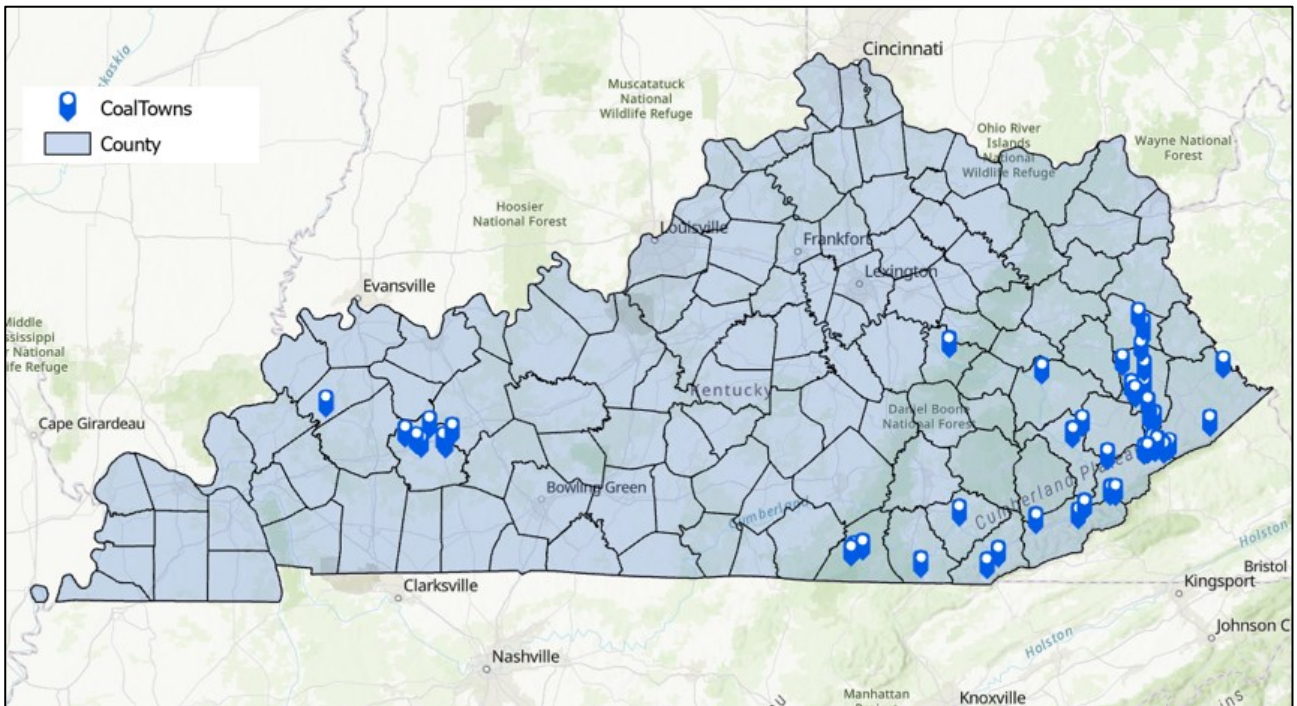 Cincinnati
Muscatatuck
National
Wildlife Refuge
CoalTowns
County
Ohio River
Islands
National
Wildlife Refuge
Wayne National
Forest
Hoosier
National Forest
Louisville
Frankfort
Lexington
Evansville
Kentucky
Cape Girardeau
Daniel Boone
National Forest
Bowling Green
Cumberland
Cumberland Plateau
Holston
Bristol
Clarksville
Kingsport
Johnson C
Holston
Nashville
Manhattan
Knoxville